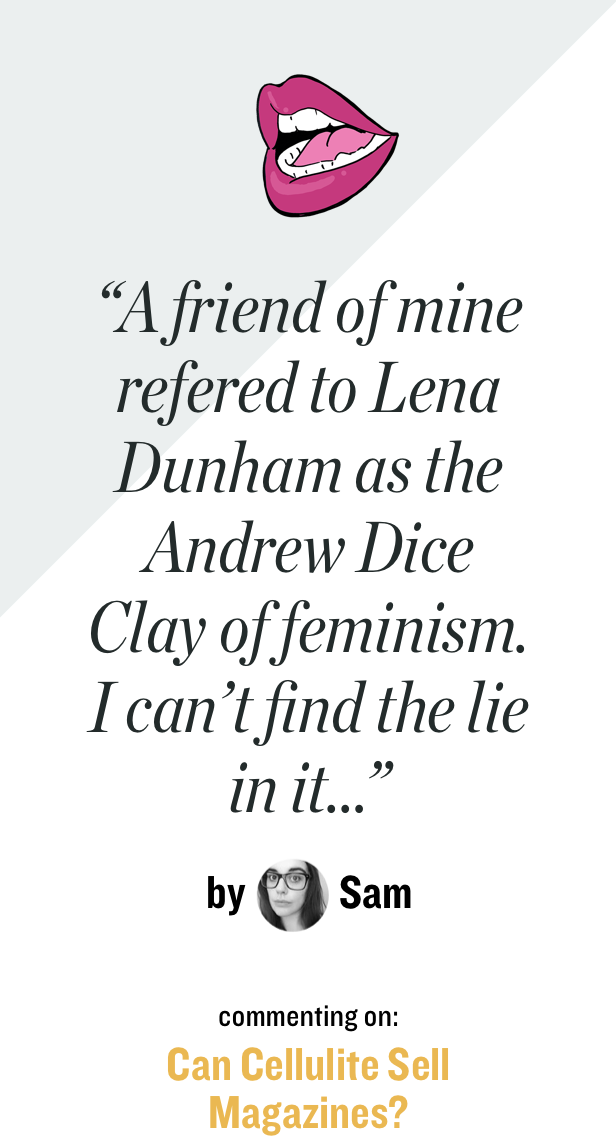 “A friend of mine
refered to Lena
Dunham as the
Andrew Dice
Clay of feminism.
I can’t find the lie
in it...”
by Sam
commenting on:
Can Cellulite Sell
Magazines?